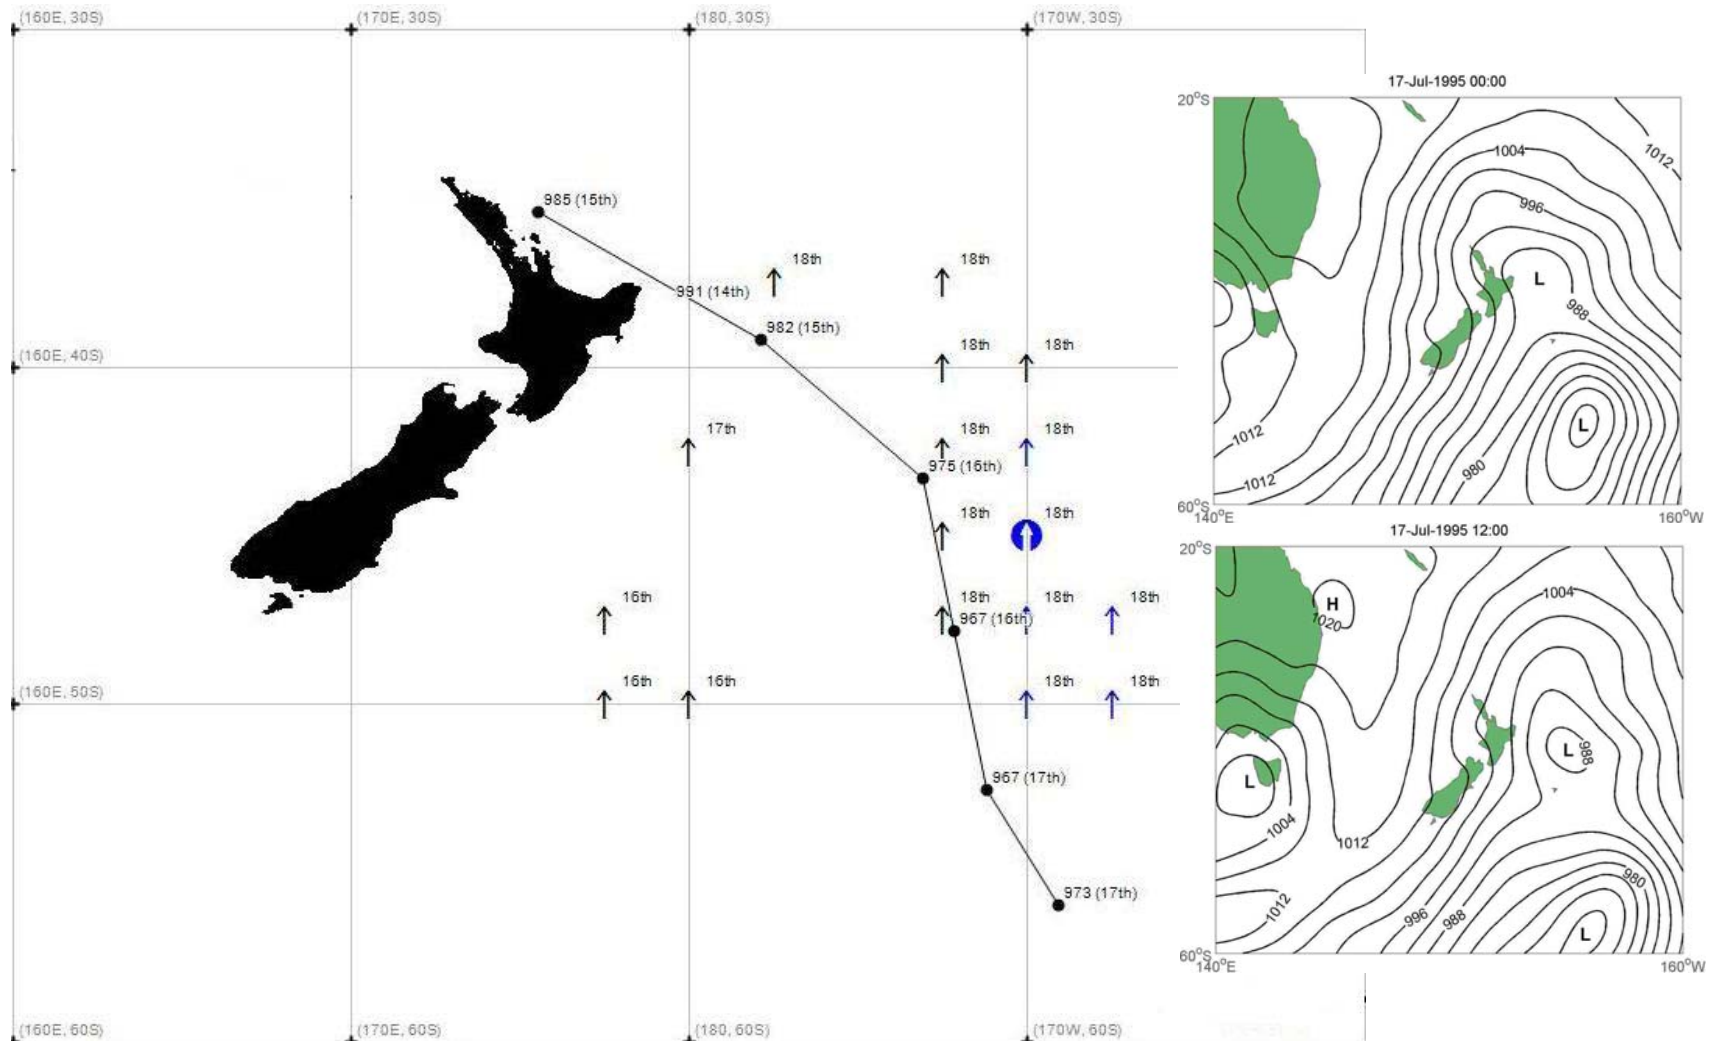 (160E, 30S)
(170E, 30S)
(180, 30S)
(170W, 30S)
985 (15th)
18th
18th
991 (14th)
982 (15th)
18th
18th
(160E, 40S)
17th
18th
18th
975 (16th)
18th
18th
16th
18th
18th
18th
967 (16th)
16th
16th
18th
18th
(160E, 50S)
967 (17th)
973 (17th)
(160E, 60S)
(170E, 60S)
(180, 60S)
(170W, 60S)
17-Jul-1995 00:00
20°S
1004
1012
996
L
988
L
1012
980
1012
60°S
140°E
160°W
17-Jul-1995 12:00
20°S
H
1020
1004
L
988
L
1004
1012
980
1012
996
988
L
60°S
140°E
160°W